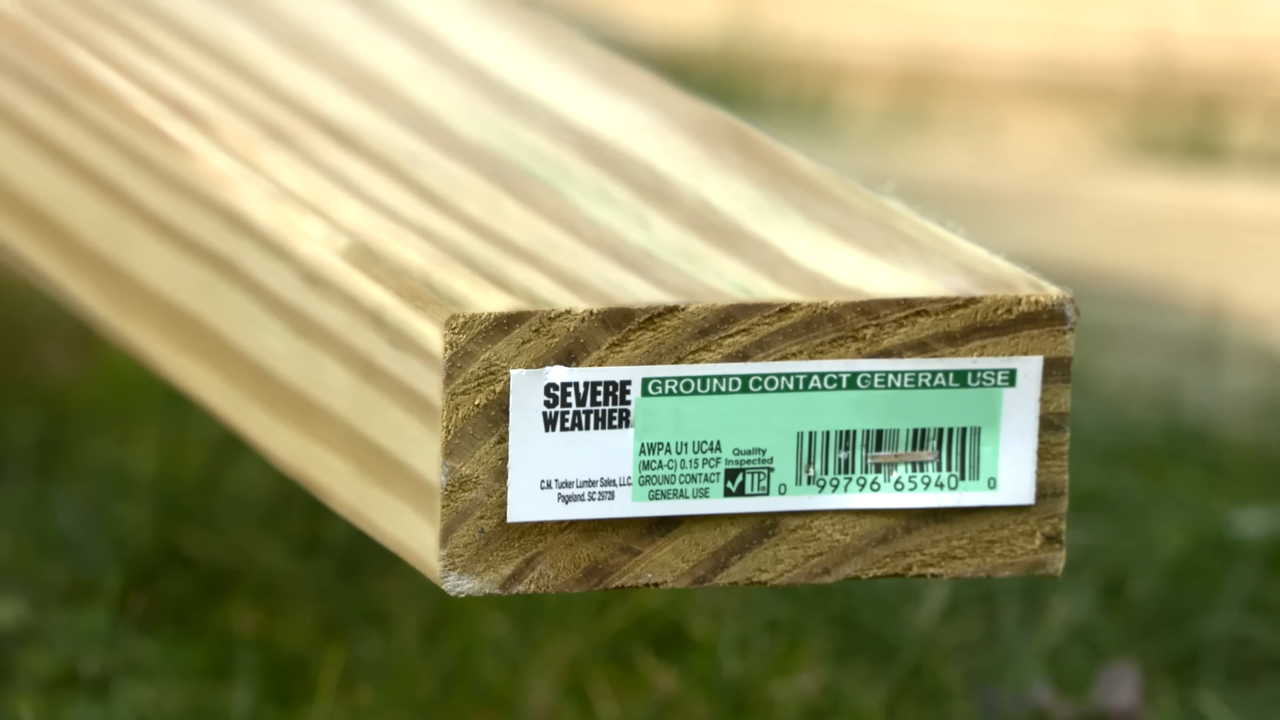 SEVERE
WEATHER
GROUND CONTACT GENERAL USE
AWPA U1 UC4A
(MCA-C) 0.15 PCF
GROUND CONTACT
GENERAL USE
Quality
Inspected
TP
C.M. Tucker Lumber Sales, LLC.
Pageland, SC 29728
0 99796 65940 0